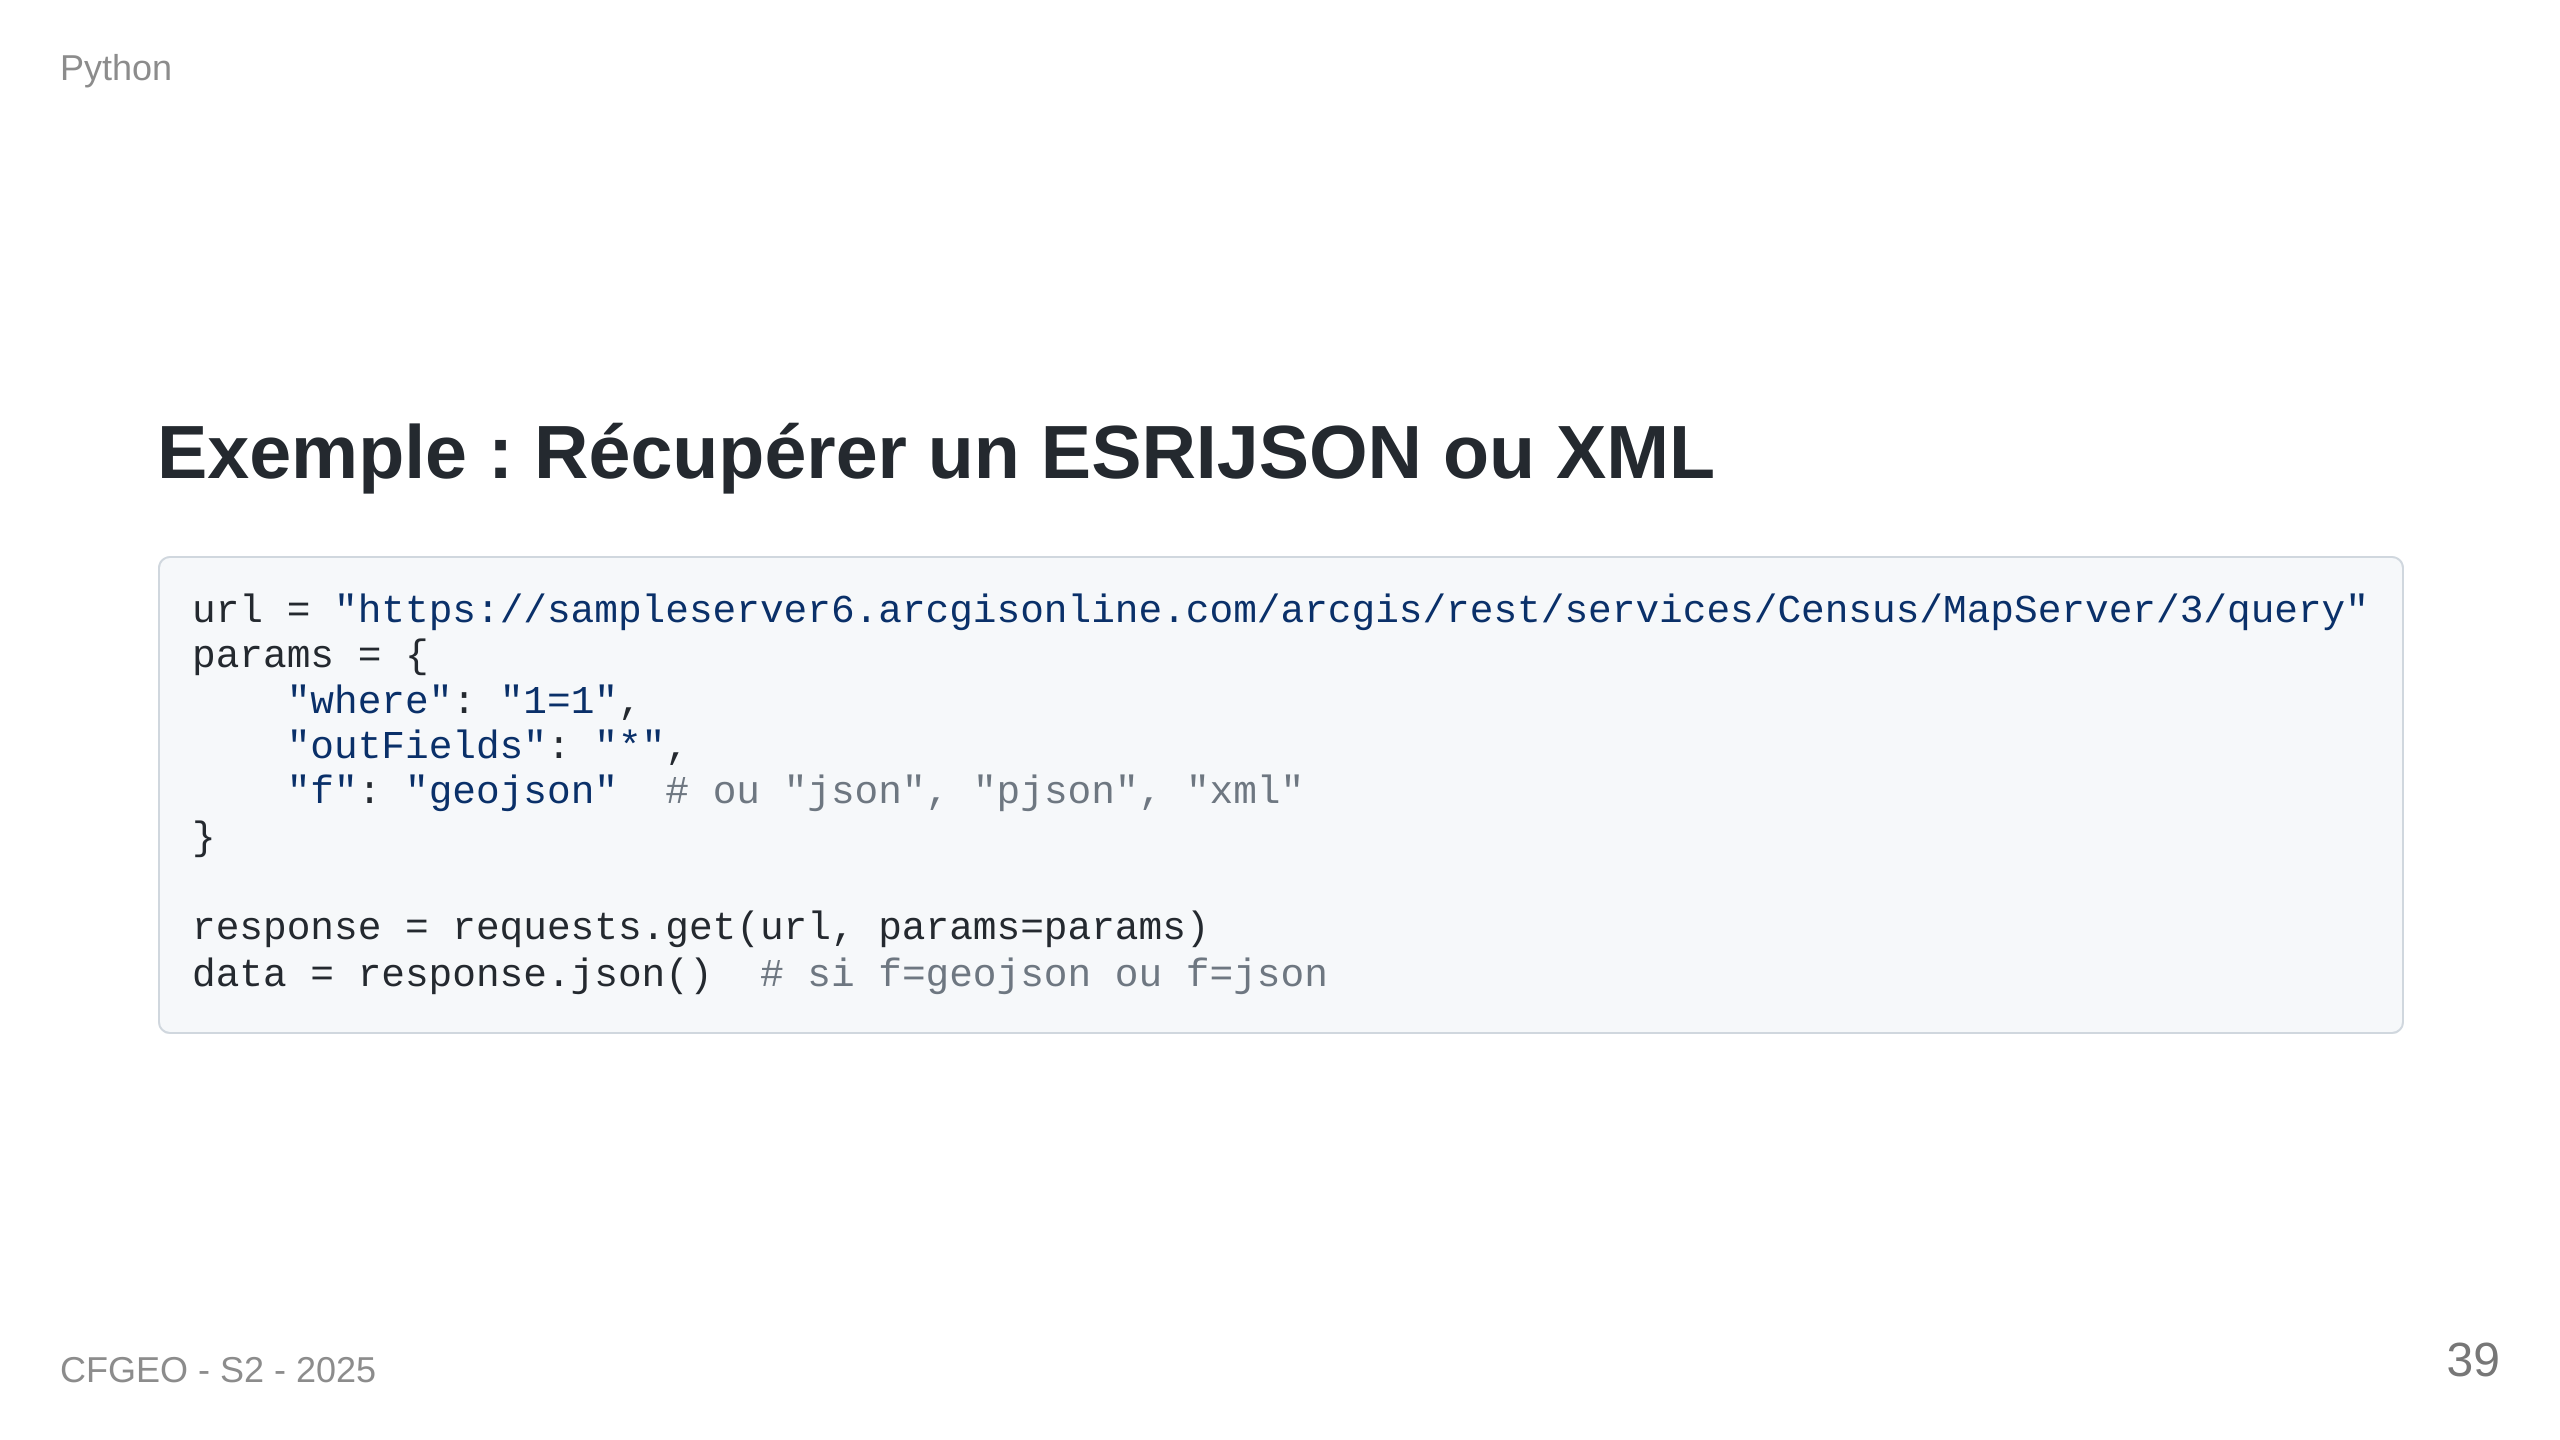 Python
Exemple : Récupérer un ESRIJSON ou XML
url = "https://sampleserver6.arcgisonline.com/arcgis/rest/services/Census/MapServer/3/query"
params = {
    "where": "1=1",
    "outFields": "*",
    "f": "geojson"  # ou "json", "pjson", "xml"
}

response = requests.get(url, params=params)
data = response.json()  # si f=geojson ou f=json
CFGEO - S2 - 2025
39